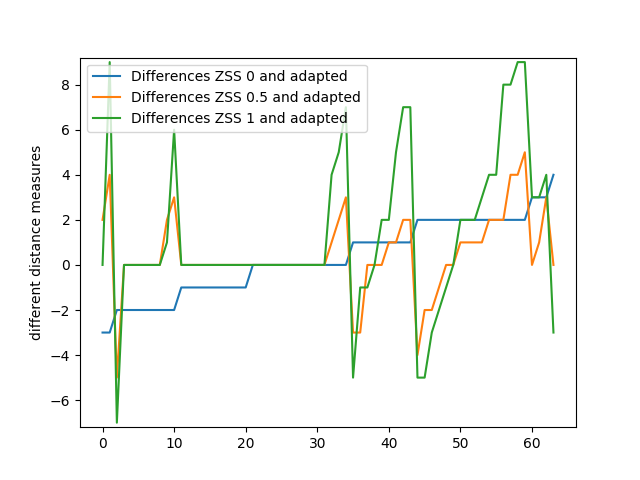 Differences ZSS 0 and adapted
Differences ZSS 0.5 and adapted
Differences ZSS 1 and adapted
different distance measures
8
6
4
2
0
−2
−4
−6
0 10 20 30 40 50 60